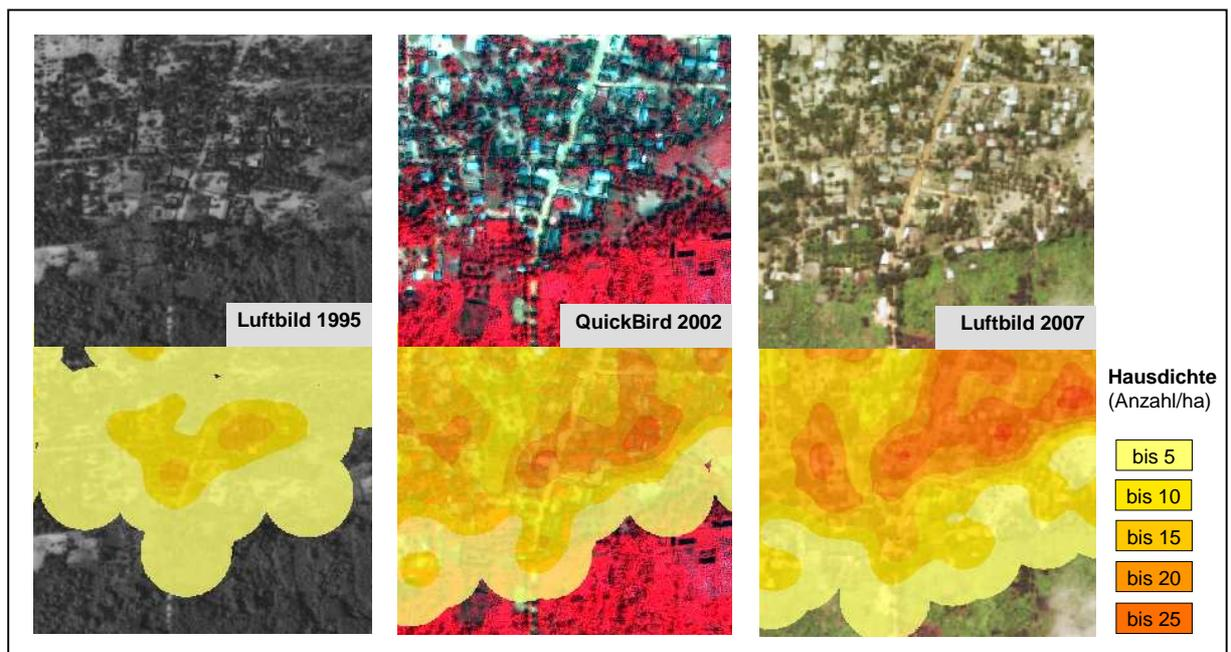 Luftbild 1995
QuickBird 2002
Luftbild 2007
Hausdichte
(Anzahl/ha)
bis 5
bis 10
bis 15
bis 20
bis 25